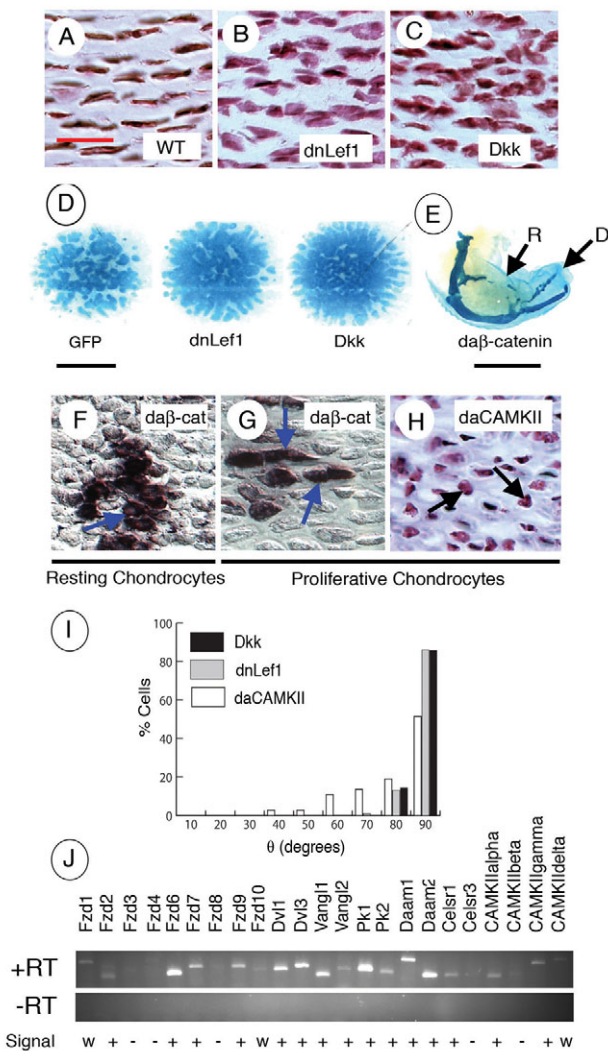 A
B
C
WT
dnLef1
Dkk
D
E
R
D
GFP
dnLef1
Dkk
daβ-catenin
F
daβ-cat
G
daβ-cat
H
daCAMKII
Resting Chondrocytes
Proliferative Chondrocytes
I
% Cells
100
80
60
40
20
0
Dkk
dnLef1
daCAMKII
10 20 30 40 50 60 70 80 90
θ (degrees)
J
Fzd1 Fzd2 Fzd3 Fzd4 Fzd6 Fzd7 Fzd8 Fzd9 Fzd10 Dvl1 Dvl3 Vangl1 Vangl2 Pk1 Pk2 Daam1 Daam2 Celsr1 Celsr3 CAMKIIalpha CAMKIIbeta CAMKIIgamma CAMKIIdelta
+RT
-RT
Signal w + - - + + - + w + + + + + + + + + - + - + w